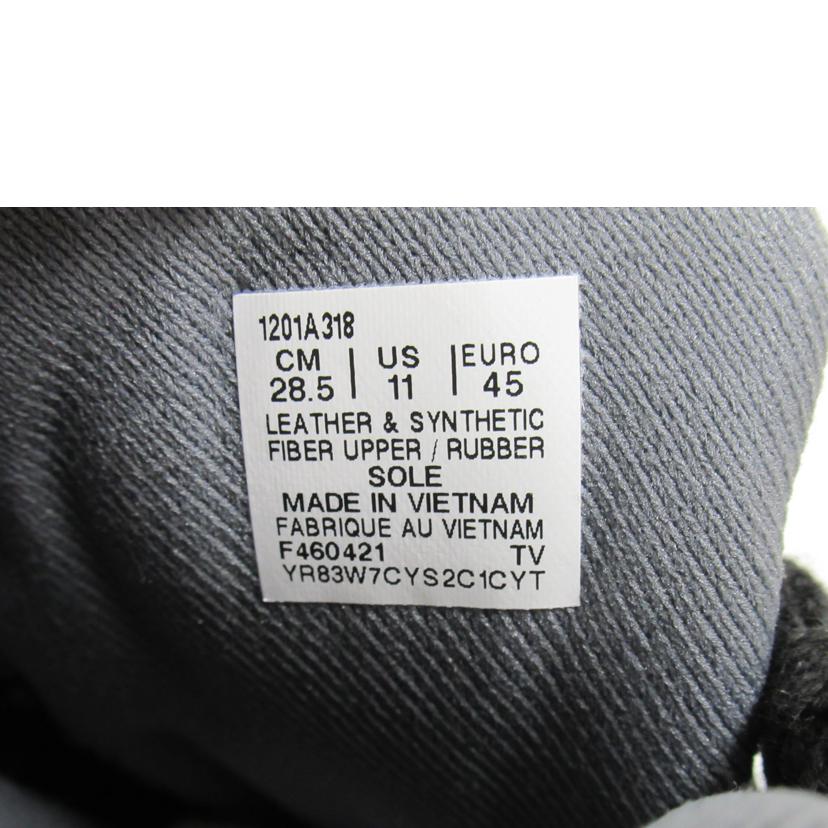 1201A318
CM | US | EURO
28.5 | 11 | 45
LEATHER & SYNTHETIC
FIBER UPPER / RUBBER
SOLE
MADE IN VIETNAM
FABRIQUE AU VIETNAM
F460421 TV
YR83W7CYS2C1CYT